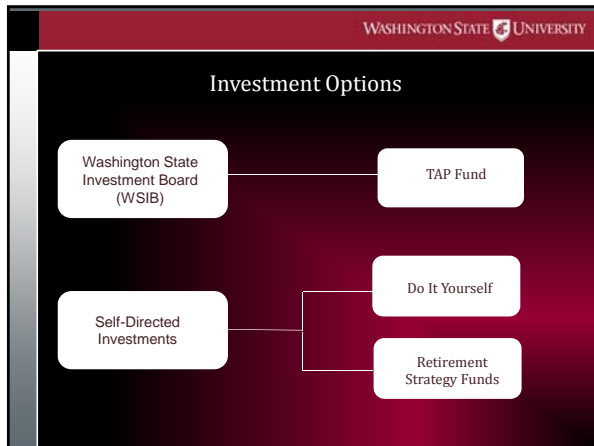 WASHINGTON STATE UNIVERSITY
Investment Options
Washington State
Investment Board
(WSIB)
TAP Fund
Do It Yourself
Self-Directed
Investments
Retirement
Strategy Funds